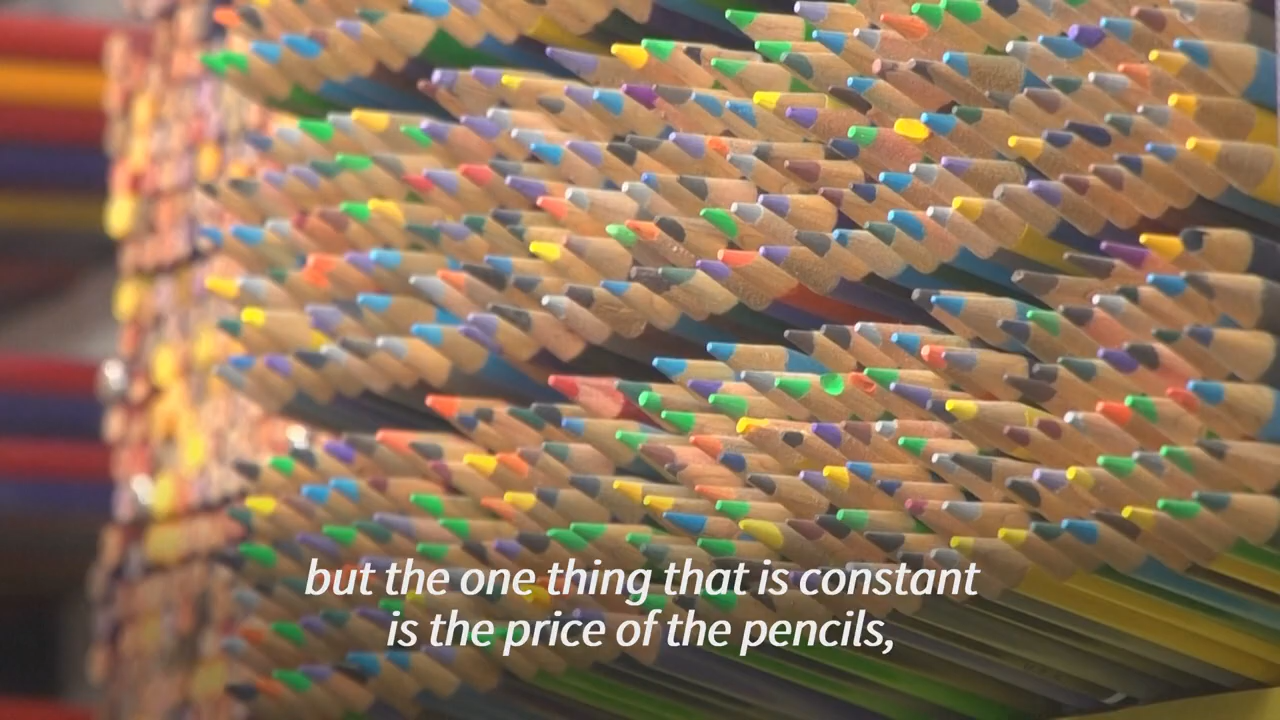 but the one thing that is constant
is the price of the pencils,